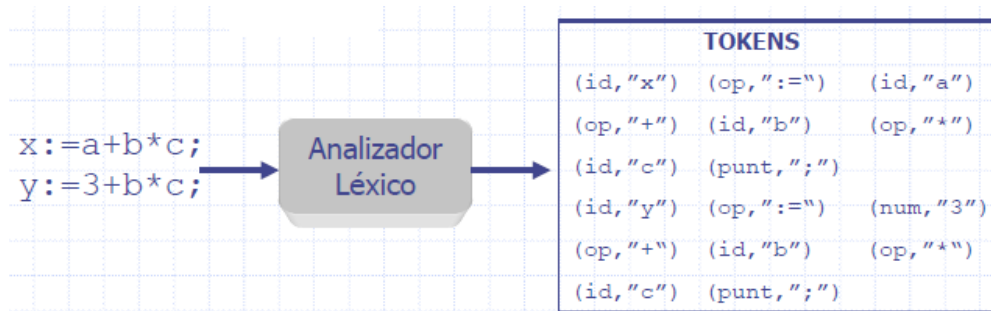 x:=a+b*c;
y:=3+b*c;
Analizador
Léxico
TOKENS
(id,”x”) (op,”:=“) (id,”a”)
(op,”+”) (id,”b”) (op,”*”)
(id,”c”) (punt,”;”)
(id,”y”) (op,”:=“) (num,”3”)
(op,”+“) (id,”b”) (op,”*“)
(id,”c”) (punt,”;”)